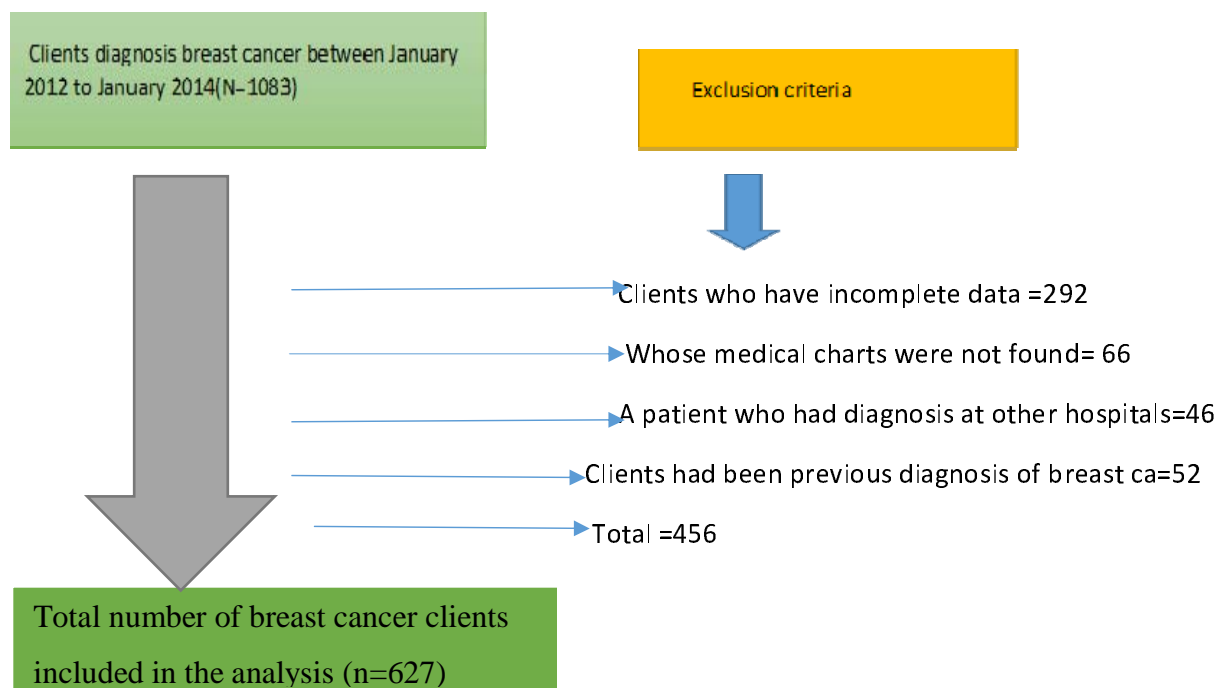 Clients diagnosis breast cancer between January
2012 to January 2014(N=1083)
Exclusion criteria
Clients who have incomplete data =292
Whose medical charts were not found= 66
A patient who had diagnosis at other hospitals=46
Clients had been previous diagnosis of breast ca=52
Total =456
Total number of breast cancer clients
included in the analysis (n=627)